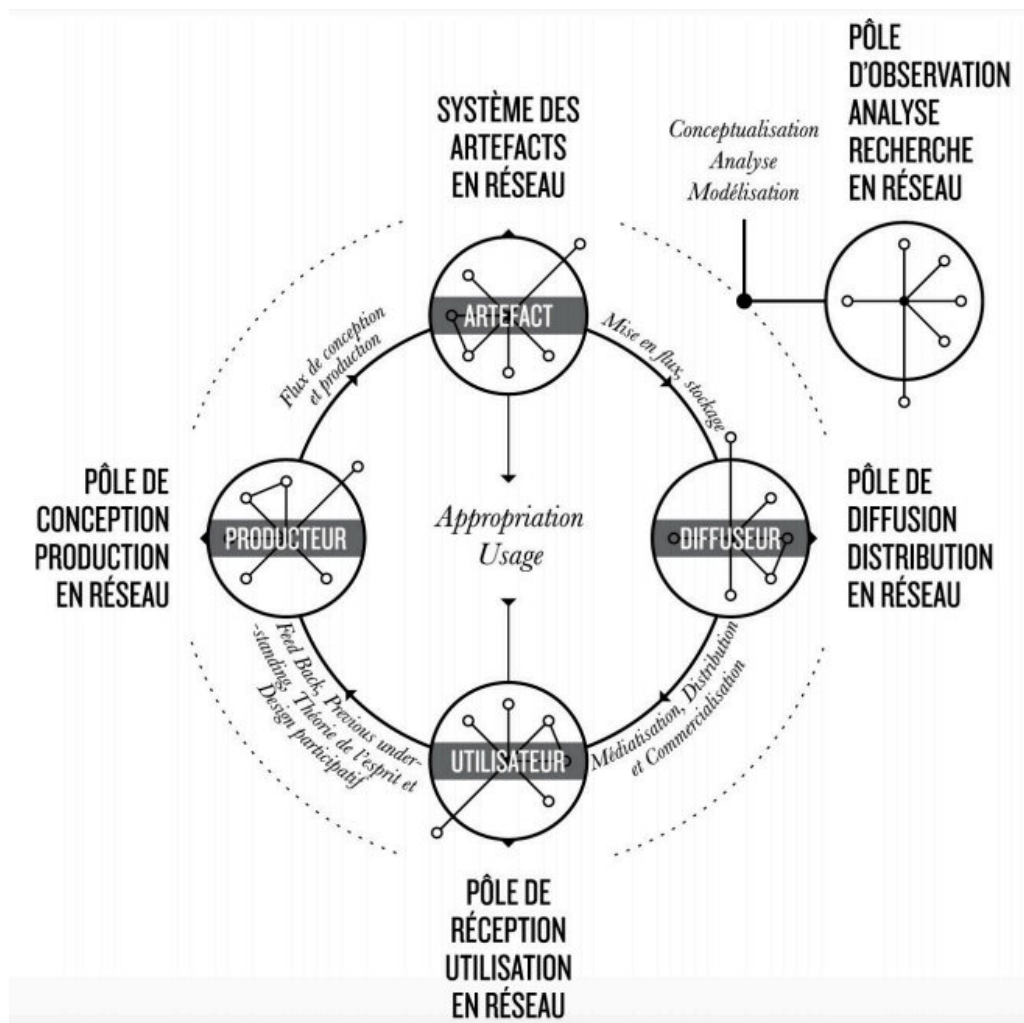 PÔLE
D'OBSERVATION
ANALYSE
RECHERCHE
EN RÉSEAU
SYSTÈME DES
ARTEFACTS
EN RÉSEAU
Conceptualisation
Analyse
Modélisation
ARTEFACT
Flux de conception
et production
Mise en flux, stockage
PÔLE DE
CONCEPTION
PRODUCTION
EN RÉSEAU
PRODUCTEUR
Appropriation
Usage
DIFFUSEUR
PÔLE DE
DIFFUSION
DISTRIBUTION
EN RÉSEAU
Feed Back, Previous under-
-standing, Théorie de l'esprit et
Design participatif
Médiatisation, Distribution
et Commercialisation
UTILISATEUR
PÔLE DE
RÉCEPTION
UTILISATION
EN RÉSEAU